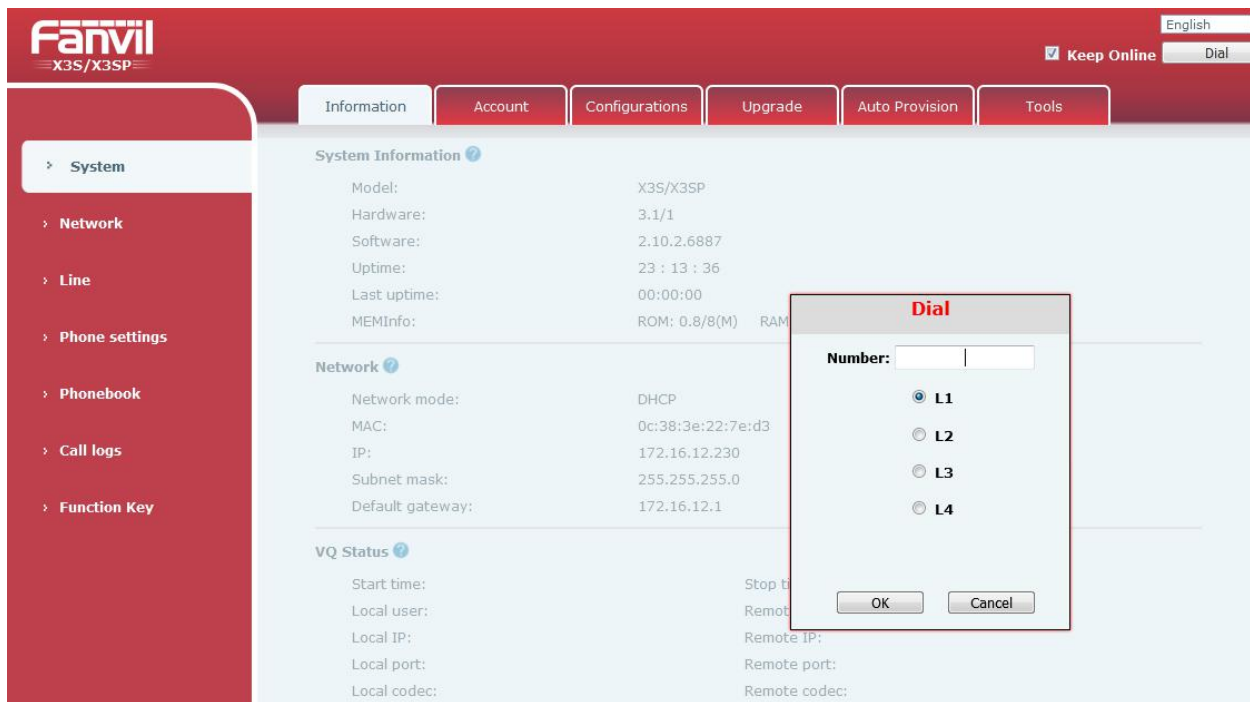 Fanvil
X3S/X3SP
English
Keep Online Dial
Information Account Configurations Upgrade Auto Provision Tools
› System
› Network
› Line
› Phone settings
› Phonebook
› Call logs
› Function Key
System Information ?
Model: X3S/X3SP
Hardware: 3.1/1
Software: 2.10.2.6887
Uptime: 23 : 13 : 36
Last uptime: 00:00:00
MEMInfo: ROM: 0.8/8(M) RAM
Network ?
Network mode: DHCP
MAC: 0c:38:3e:22:7e:d3
IP: 172.16.12.230
Subnet mask: 255.255.255.0
Default gateway: 172.16.12.1
VQ Status ?
Start time: Stop ti
Local user: Remot
Local IP: Remote IP:
Local port: Remote port:
Local codec: Remote codec:
Dial
Number:
L1
L2
L3
L4
OK Cancel